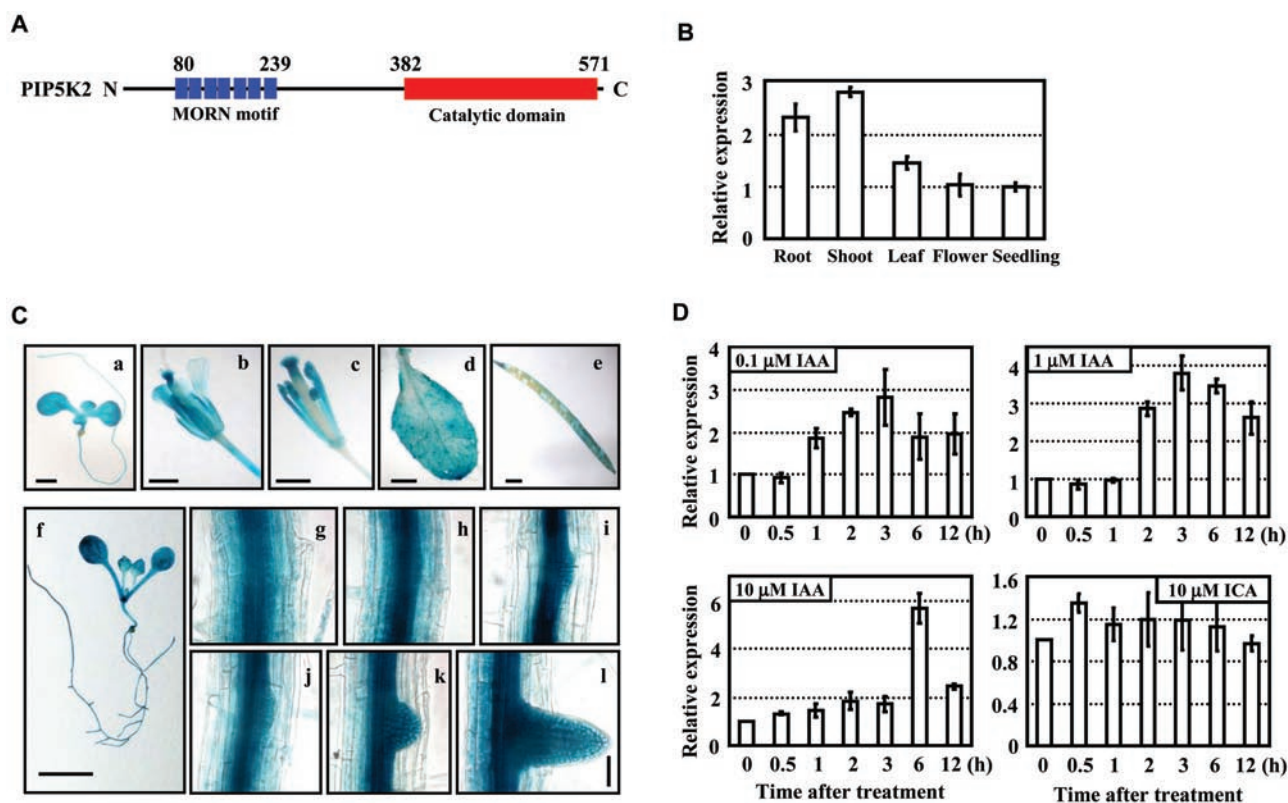 A
80 239 382 571
PIP5K2 N C
MORN motif Catalytic domain
B
Relative expression
3
2
1
0
Root Shoot Leaf Flower Seedling
C
a b c d e
f g h i
j k l
D
Relative expression
0.1 µM IAA
4
3
2
1
0
0 0.5 1 2 3 6 12 (h)
1 µM IAA
4
3
2
1
0
0 0.5 1 2 3 6 12 (h)
Relative expression
10 µM IAA
6
4
2
0
0 0.5 1 2 3 6 12 (h)
Time after treatment
10 µM ICA
1.6
1.2
0.8
0.4
0
0 0.5 1 2 3 6 12 (h)
Time after treatment